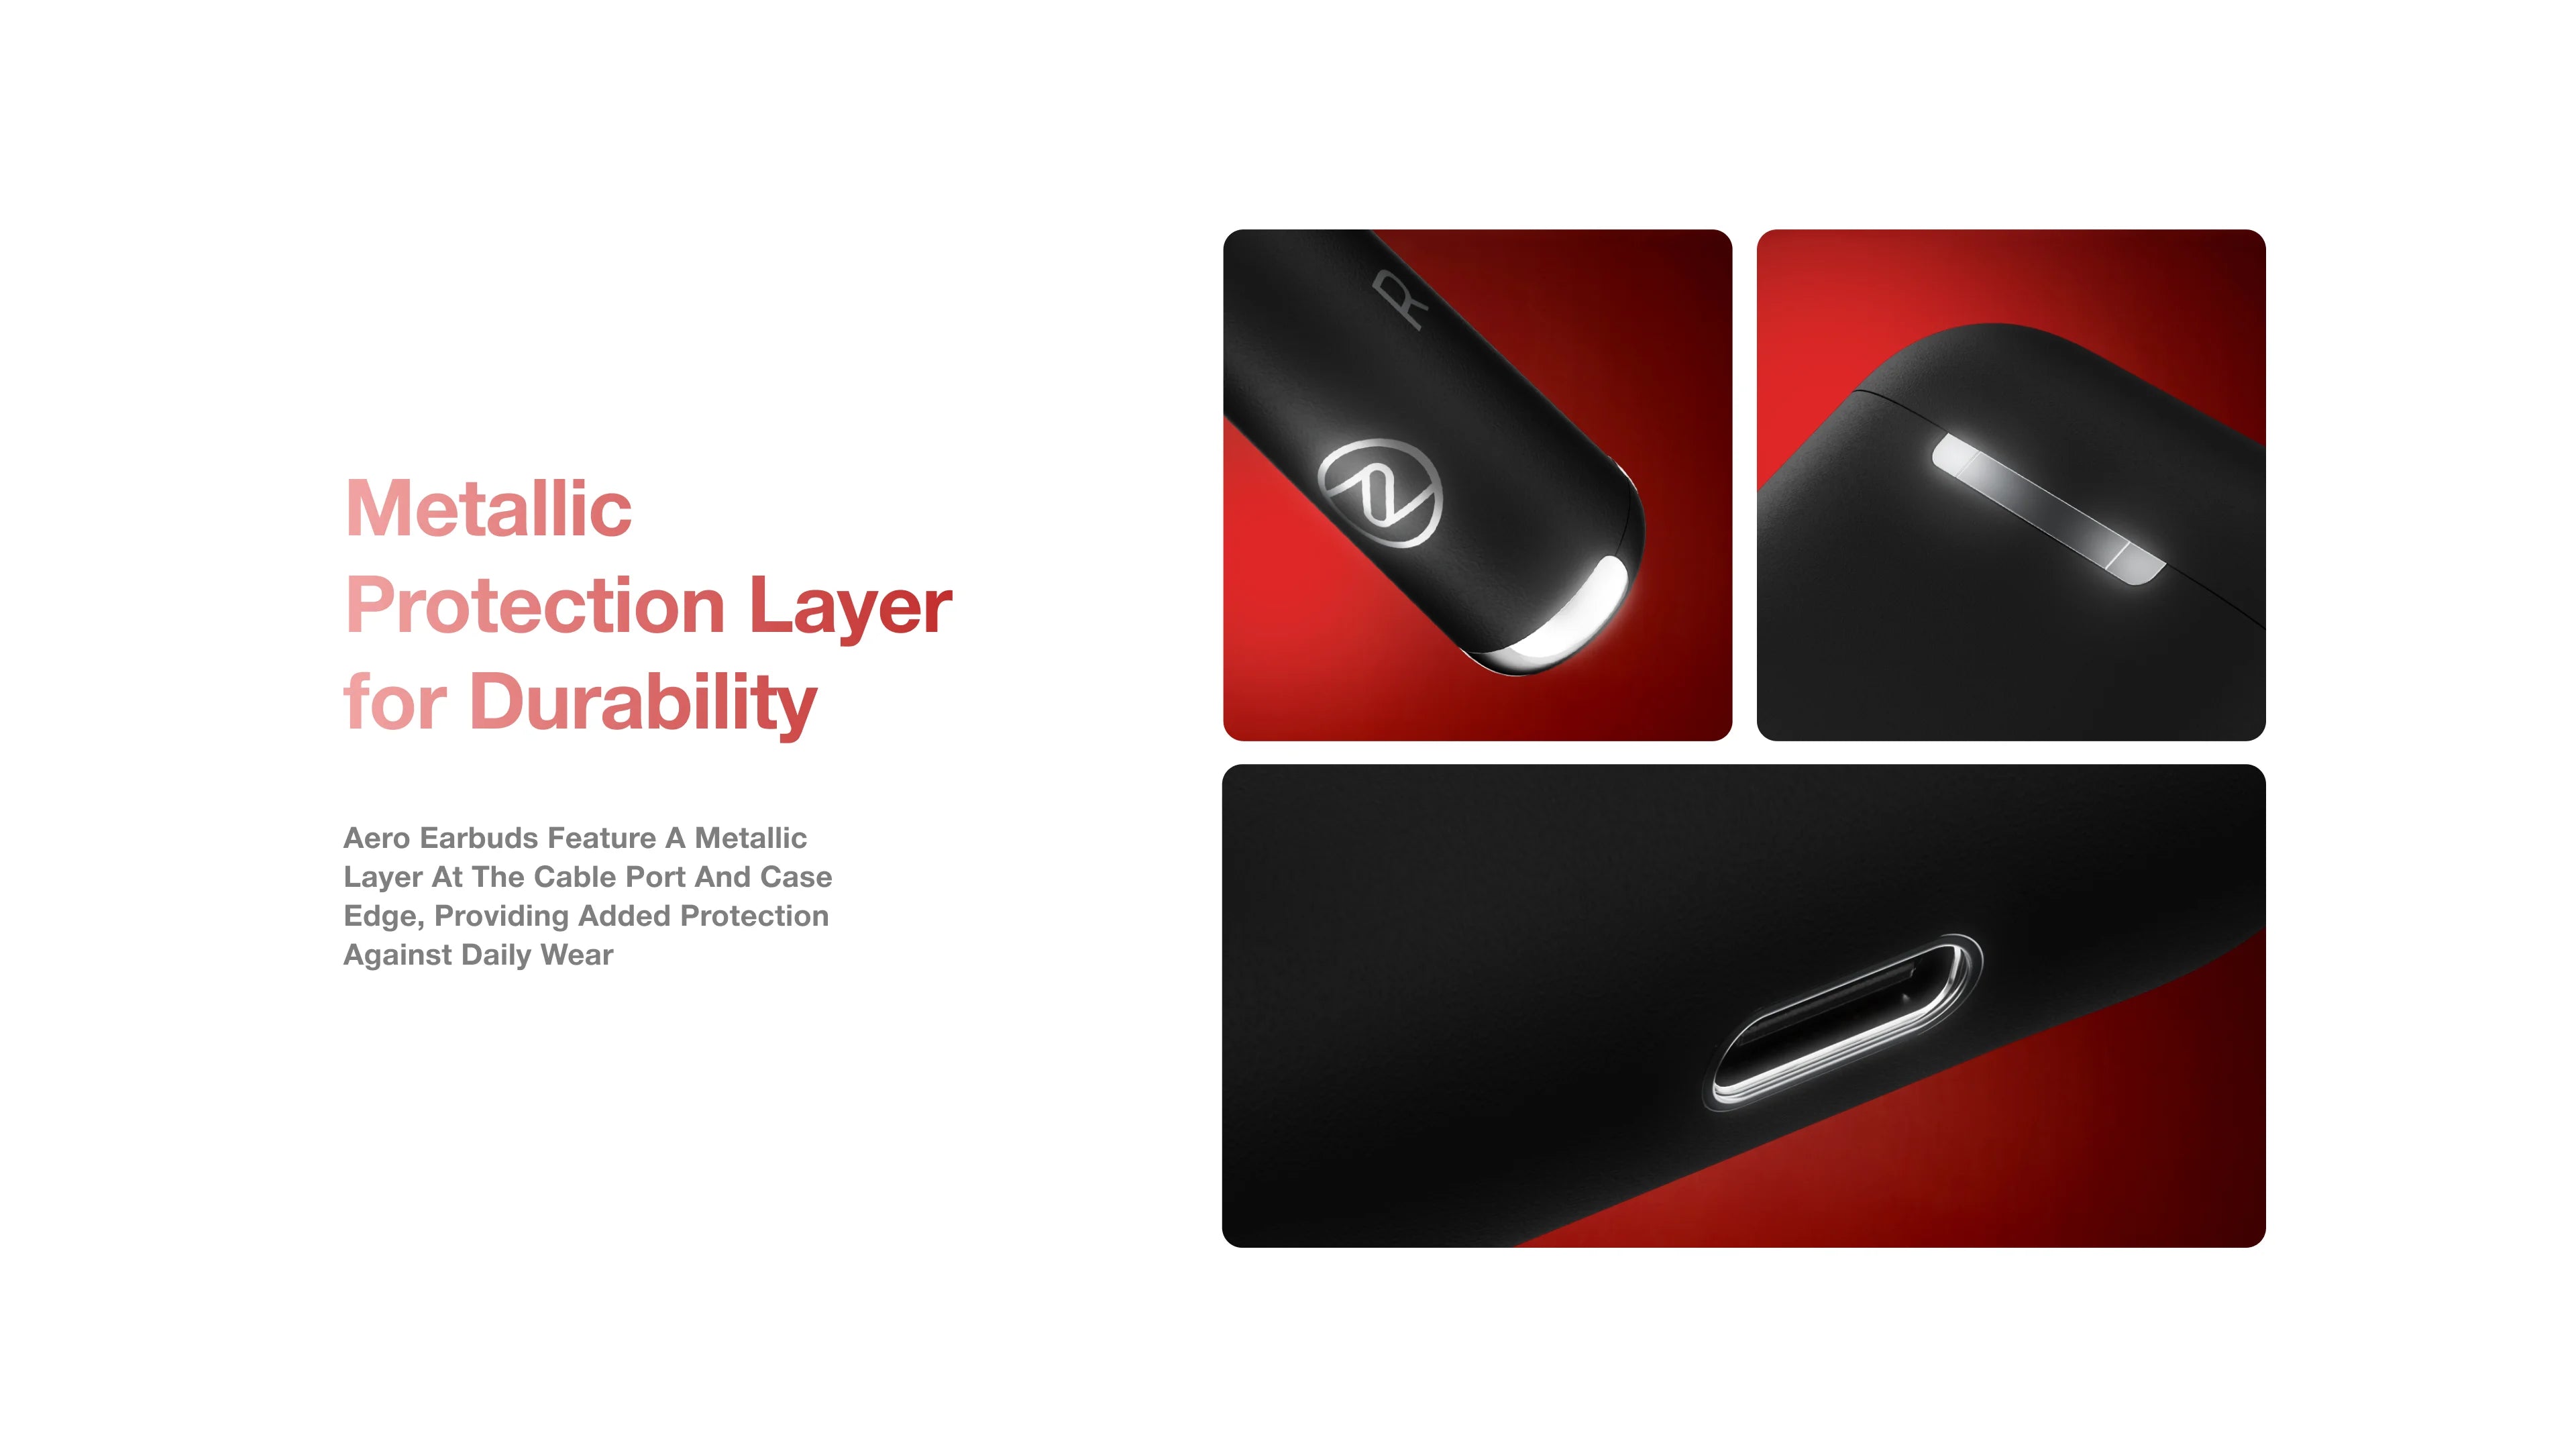 Metallic
Protection Layer
for Durability
Aero Earbuds Feature A Metallic
Layer At The Cable Port And Case
Edge, Providing Added Protection
Against Daily Wear
R